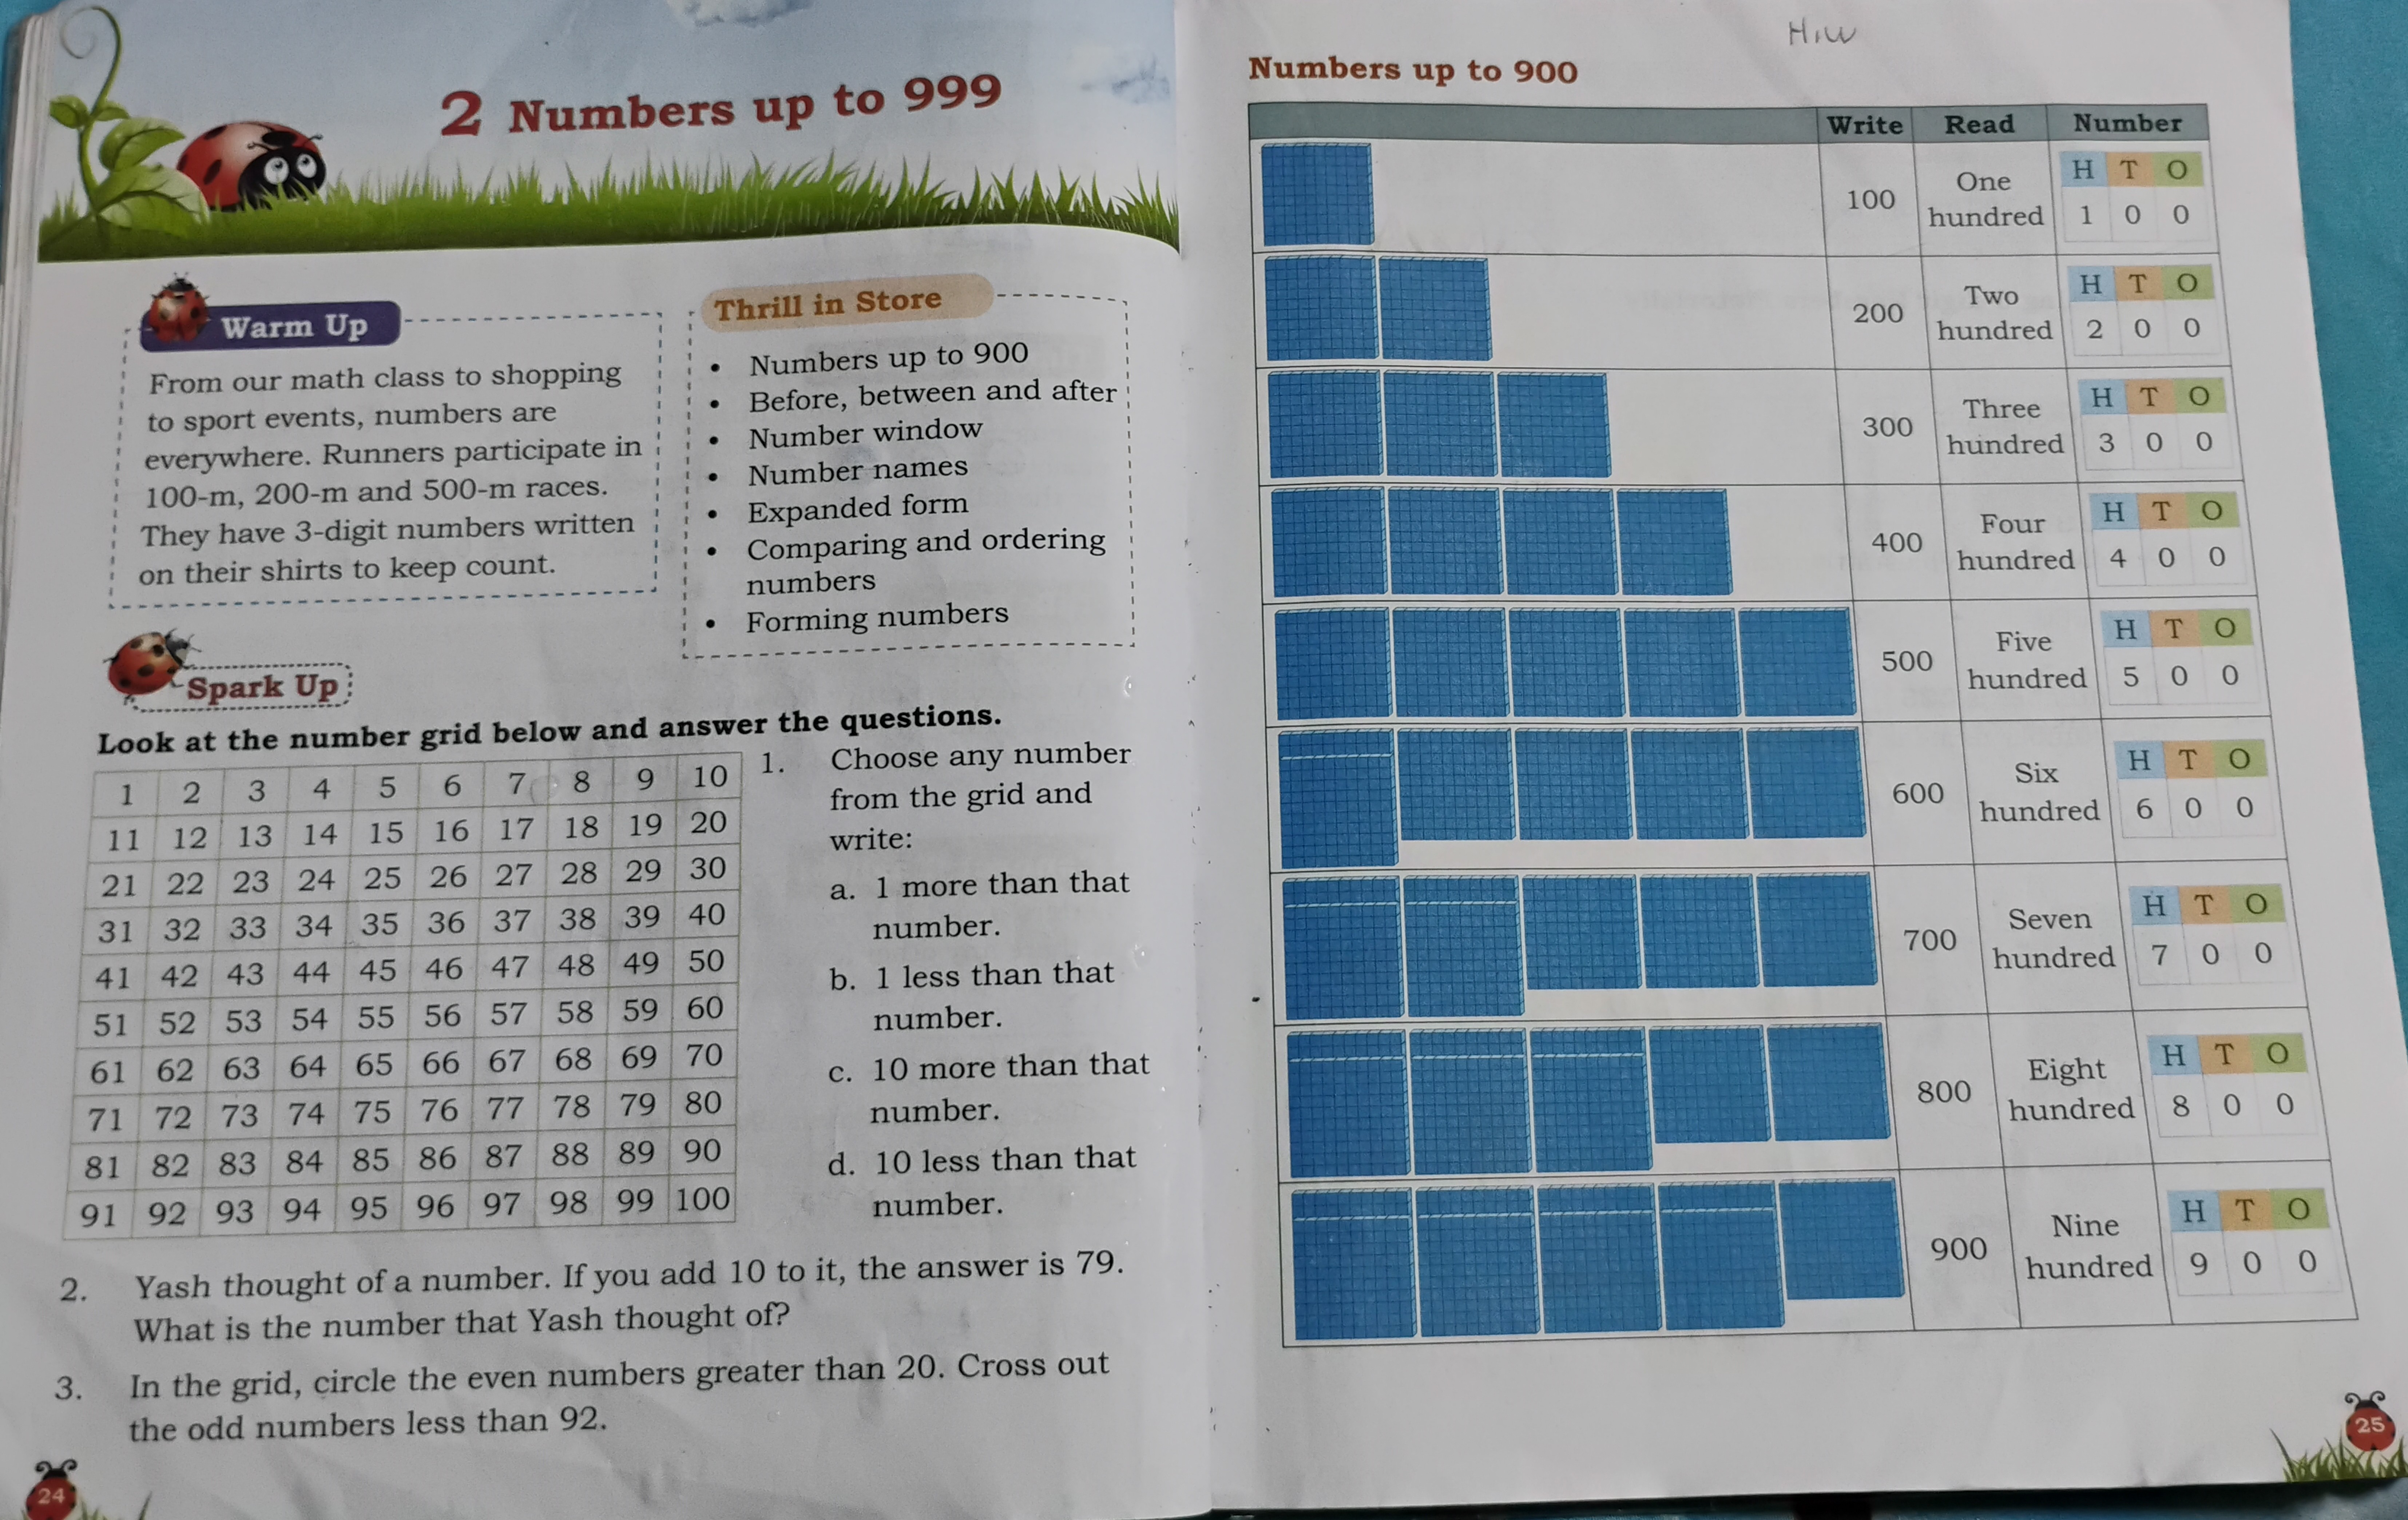 2 Numbers up to 999
Warm Up
From our math class to shopping
to sport events, numbers are
everywhere. Runners participate in
100-m, 200-m and 500-m races.
They have 3-digit numbers written
on their shirts to keep count.
Thrill in Store
• Numbers up to 900
• Before, between and after
• Number window
• Number names
• Expanded form
• Comparing and ordering
numbers
• Forming numbers
Spark Up
Look at the number grid below and answer the questions.
1 2 3 4 5 6 7 8 9 10
11 12 13 14 15 16 17 18 19 20
21 22 23 24 25 26 27 28 29 30
31 32 33 34 35 36 37 38 39 40
41 42 43 44 45 46 47 48 49 50
51 52 53 54 55 56 57 58 59 60
61 62 63 64 65 66 67 68 69 70
71 72 73 74 75 76 77 78 79 80
81 82 83 84 85 86 87 88 89 90
91 92 93 94 95 96 97 98 99 100
1. Choose any number
from the grid and
write:
a. 1 more than that
number.
b. 1 less than that
number.
c. 10 more than that
number.
d. 10 less than that
number.
2. Yash thought of a number. If you add 10 to it, the answer is 79.
What is the number that Yash thought of?
3. In the grid, circle the even numbers greater than 20. Cross out
the odd numbers less than 92.
24
H.W
Numbers up to 900
Write Read Number
H T O
100 One
hundred 1 0 0
H T O
200 Two
hundred 2 0 0
H T O
300 Three
hundred 3 0 0
H T O
400 Four
hundred 4 0 0
H T O
500 Five
hundred 5 0 0
H T O
600 Six
hundred 6 0 0
H T O
700 Seven
hundred 7 0 0
H T O
800 Eight
hundred 8 0 0
H T O
900 Nine
hundred 9 0 0
25